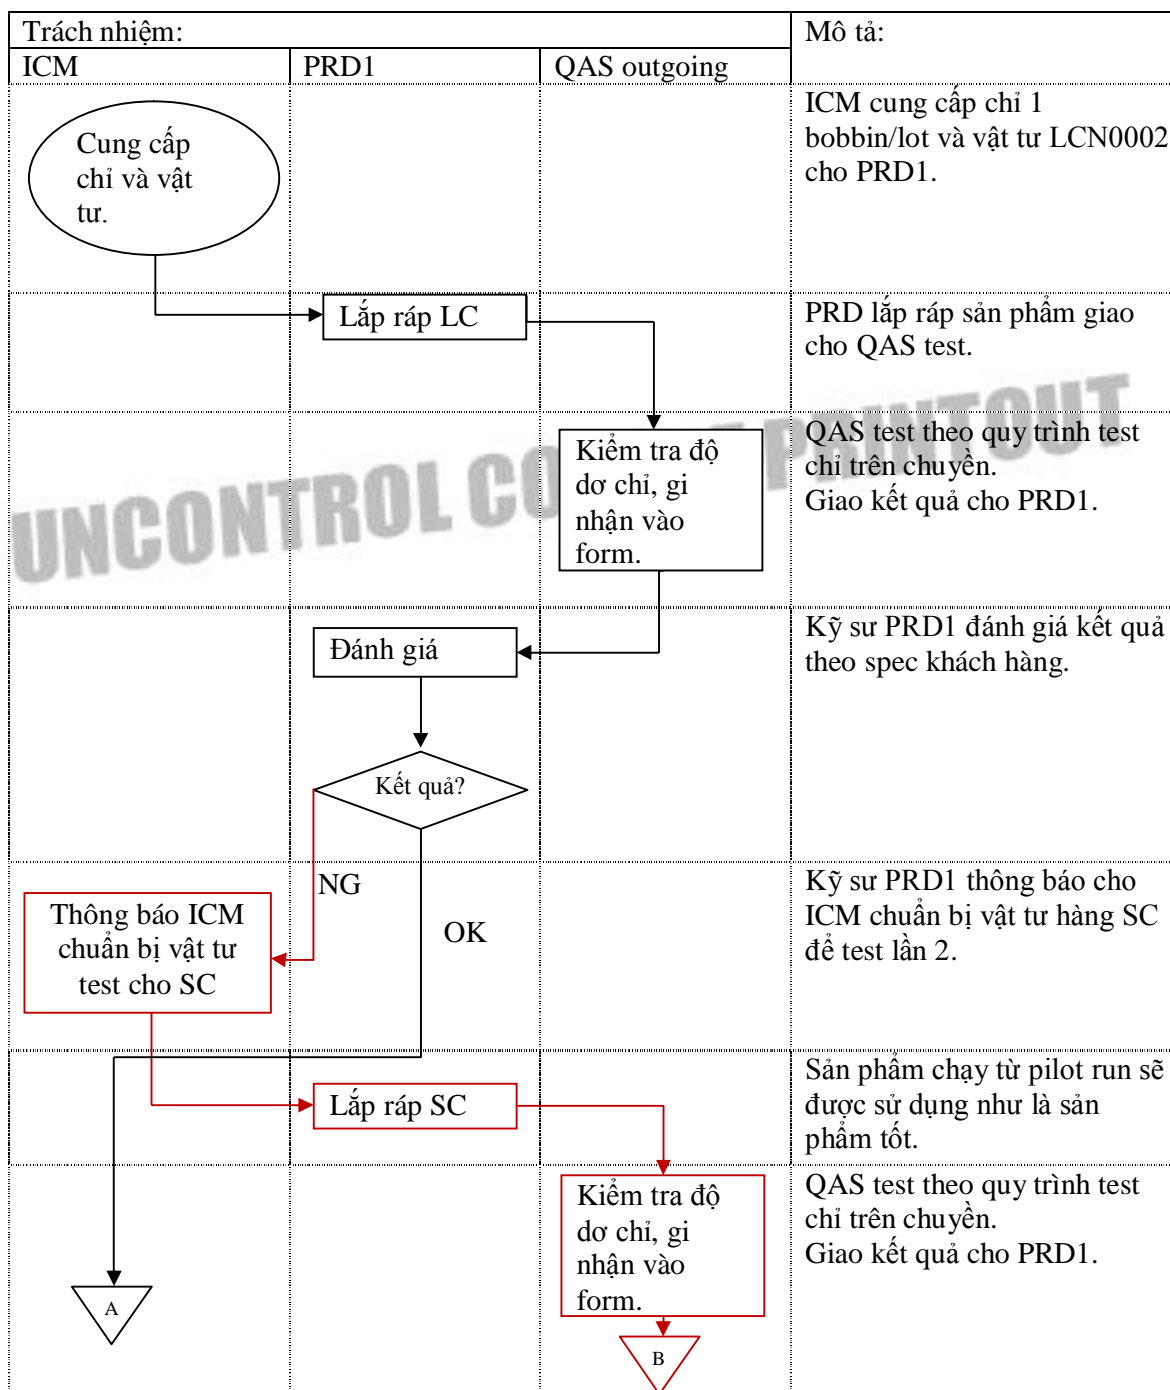 Trách nhiệm:
Mô tả:
ICM
PRD1
QAS outgoing
Cung cấp
chỉ và vật
tư.
ICM cung cấp chỉ 1
bobbin/lot và vật tư LCN0002
cho PRD1.
Lắp ráp LC
PRD lắp ráp sản phẩm giao
cho QAS test.
Kiểm tra độ
dơ chỉ, gi
nhận vào
form.
QAS test theo quy trình test
chỉ trên chuyền.
Giao kết quả cho PRD1.
UNCONTROL CO PRINTOUT
Đánh giá
Kỹ sư PRD1 đánh giá kết quả
theo spec khách hàng.
Kết quả?
NG
OK
Thông báo ICM
chuẩn bị vật tư
test cho SC
Kỹ sư PRD1 thông báo cho
ICM chuẩn bị vật tư hàng SC
để test lần 2.
Lắp ráp SC
Sản phẩm chạy từ pilot run sẽ
được sử dụng như là sản
phẩm tốt.
Kiểm tra độ
dơ chỉ, gi
nhận vào
form.
QAS test theo quy trình test
chỉ trên chuyền.
Giao kết quả cho PRD1.
A
B